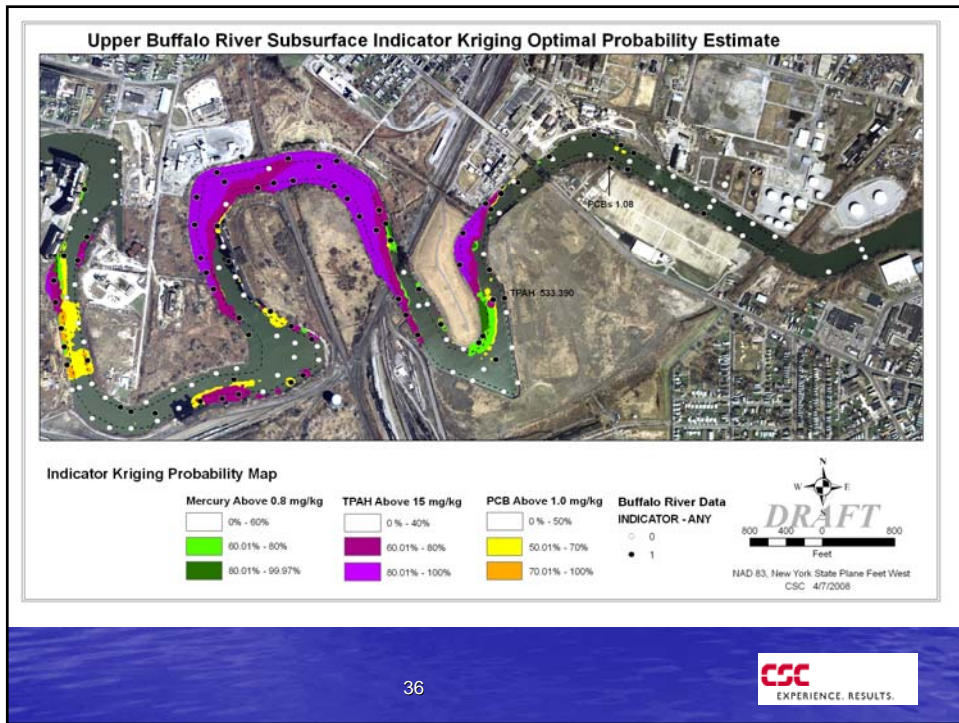 Upper Buffalo River Subsurface Indicator Kriging Optimal Probability Estimate
PCBs 1.08
TPAH 533.390
Indicator Kriging Probability Map
Mercury Above 0.8 mg/kg
0% - 60%
60.01% - 80%
80.01% - 99.97%
TPAH Above 15 mg/kg
0 % - 40%
60.01% - 80%
80.01% - 100%
PCB Above 1.0 mg/kg
0 % - 50%
50.01% - 70%
70.01% - 100%
Buffalo River Data
INDICATOR - ANY
0
1
N
W E
S
DRAFT
800 400 0 800
Feet
NAD 83, New York State Plane Feet West
CSC 4/7/2008
36
CSC
EXPERIENCE. RESULTS.